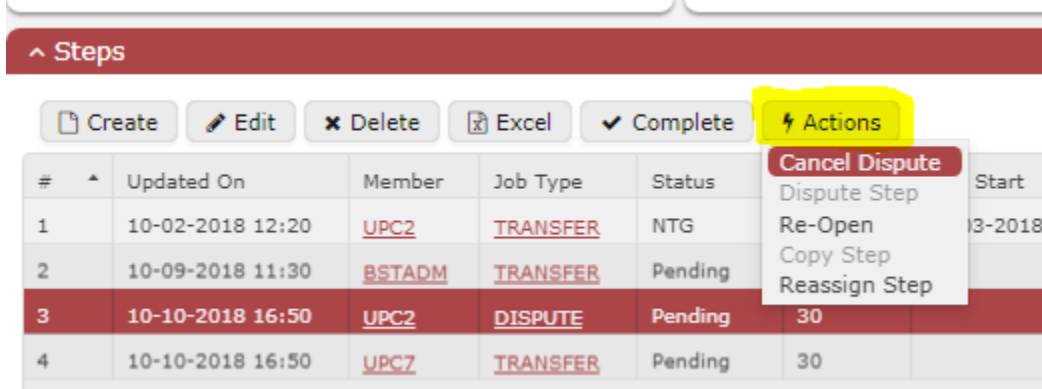 Steps
Create Edit Delete Excel Complete Actions
# Updated On Member Job Type Status Start
Cancel Dispute
Dispute Step
Re-Open
Copy Step
Reassign Step
1 10-02-2018 12:20 UPC2 TRANSFER NTG 03-2018
2 10-09-2018 11:30 BSTADM TRANSFER Pending
3 10-10-2018 16:50 UPC2 DISPUTE Pending 30
4 10-10-2018 16:50 UPC7 TRANSFER Pending 30